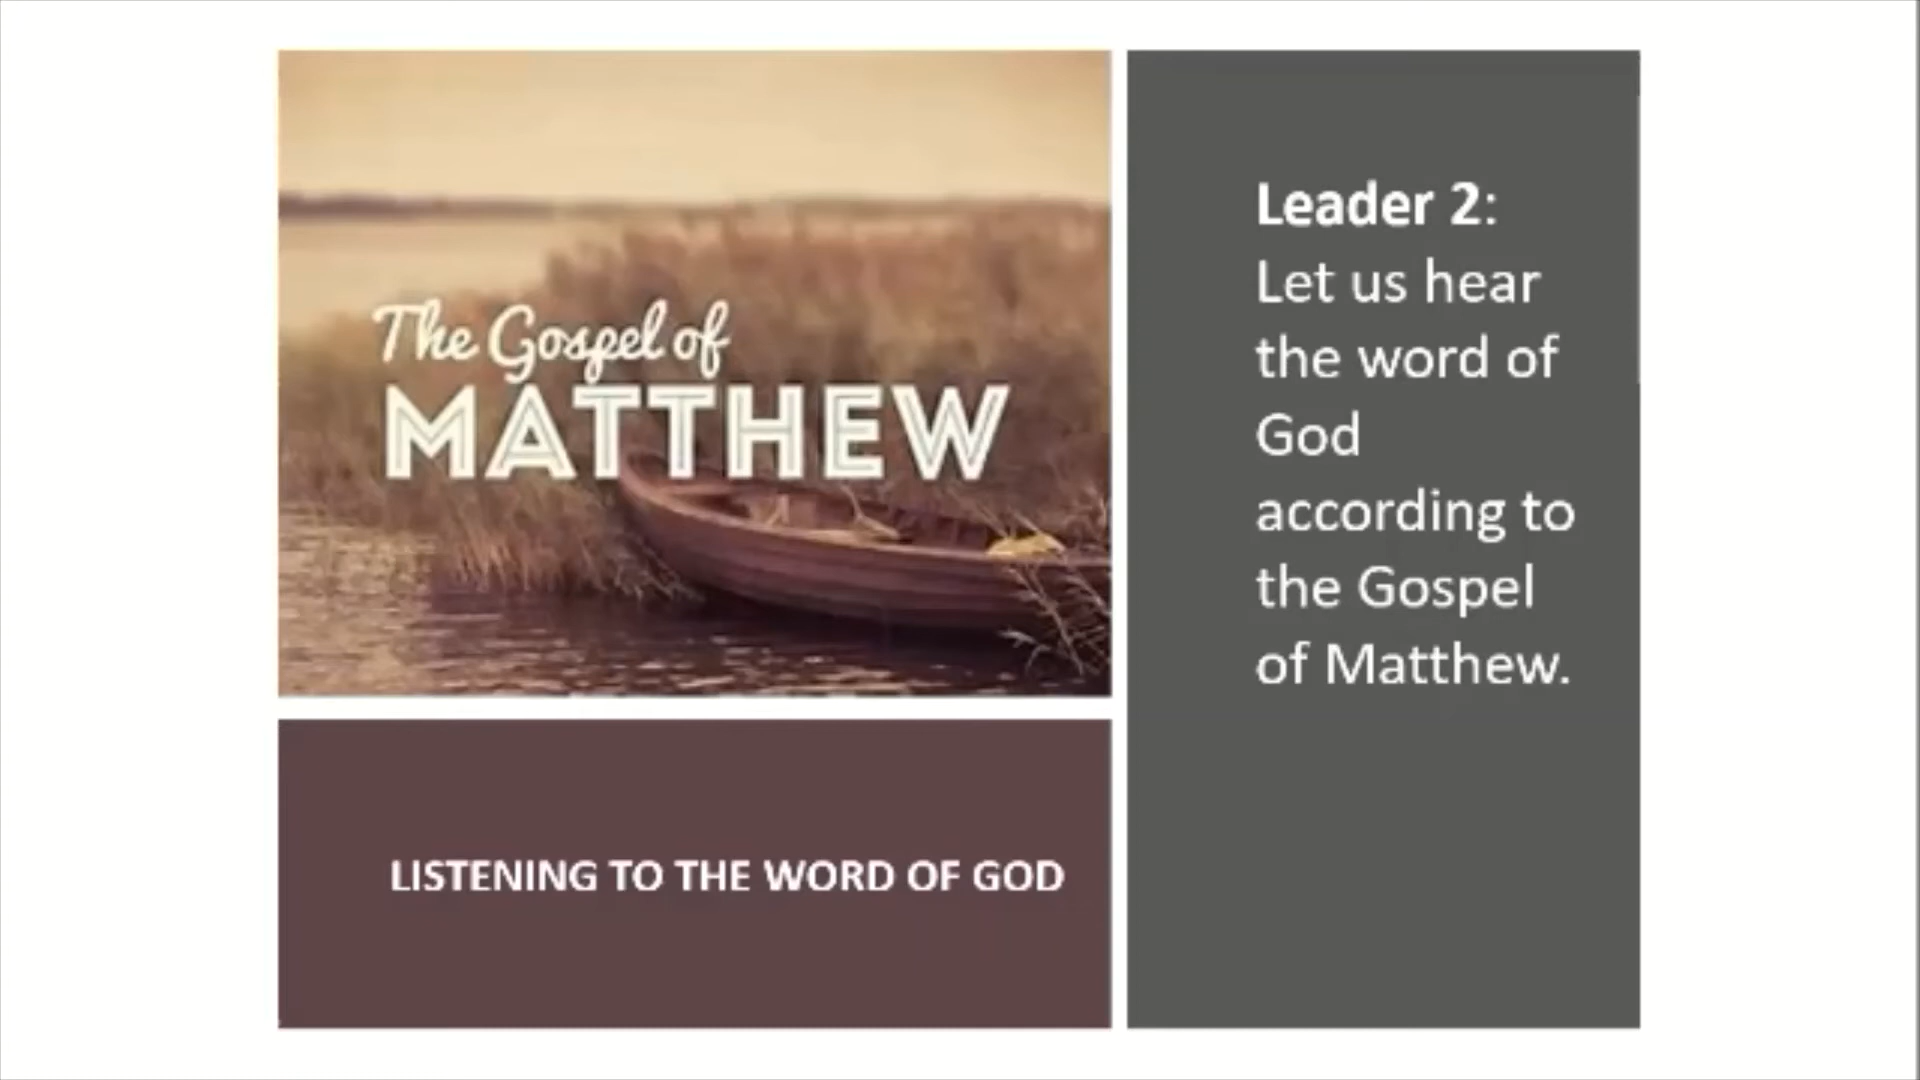 The Gospel of
MATTHEW
LISTENING TO THE WORD OF GOD
Leader 2:
Let us hear
the word of
God
according to
the Gospel
of Matthew.